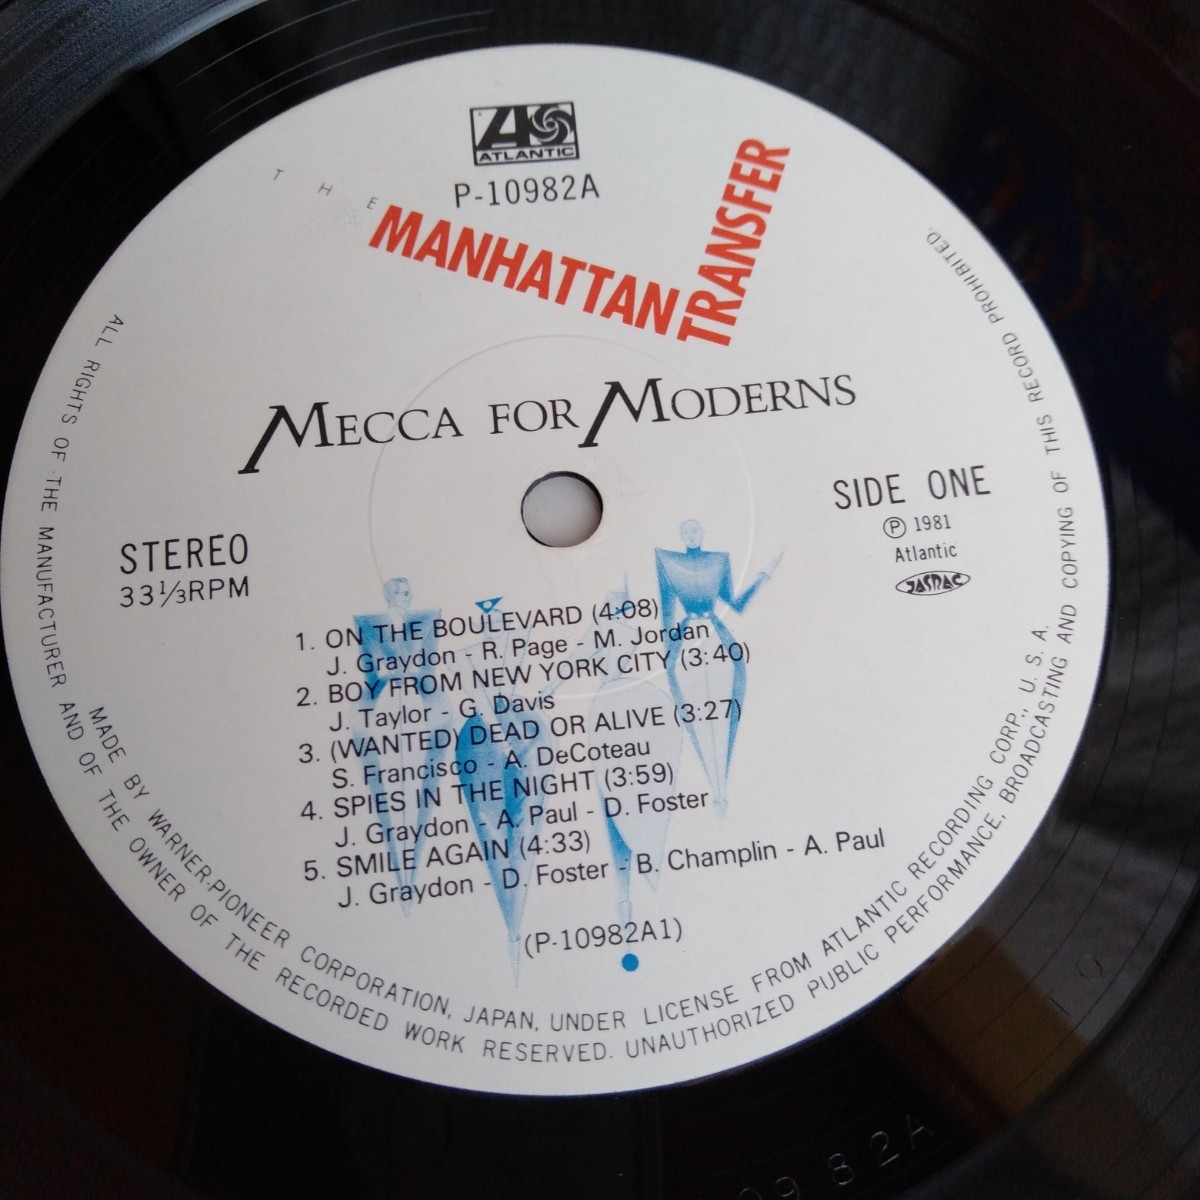 ATLANTIC
P-10982A
THE
MANHATTAN
TRANSFER
MECCA FOR MODERNS
SIDE ONE
Ⓟ 1981
Atlantic
JASRAC
STEREO
33 1/3 RPM
1. ON THE BOULEVARD (4:08)
J. Graydon - R. Page - M. Jordan
2. BOY FROM NEW YORK CITY (3:40)
J. Taylor - G. Davis
3. (WANTED) DEAD OR ALIVE (3:27)
S. Francisco - A. DeCoteau
4. SPIES IN THE NIGHT (3:59)
J. Graydon - A. Paul - D. Foster
5. SMILE AGAIN (4:33)
J. Graydon - D. Foster - B. Champlin - A. Paul
(P-10982A1)
MADE BY WARNER-PIONEER CORPORATION, JAPAN, UNDER LICENSE FROM ATLANTIC RECORDING CORP., U. S. A.
ALL RIGHTS OF THE MANUFACTURER AND OF THE OWNER OF THE RECORDED WORK RESERVED. UNAUTHORIZED PUBLIC PERFORMANCE, BROADCASTING AND COPYING OF THIS RECORD PROHIBITED.
982A